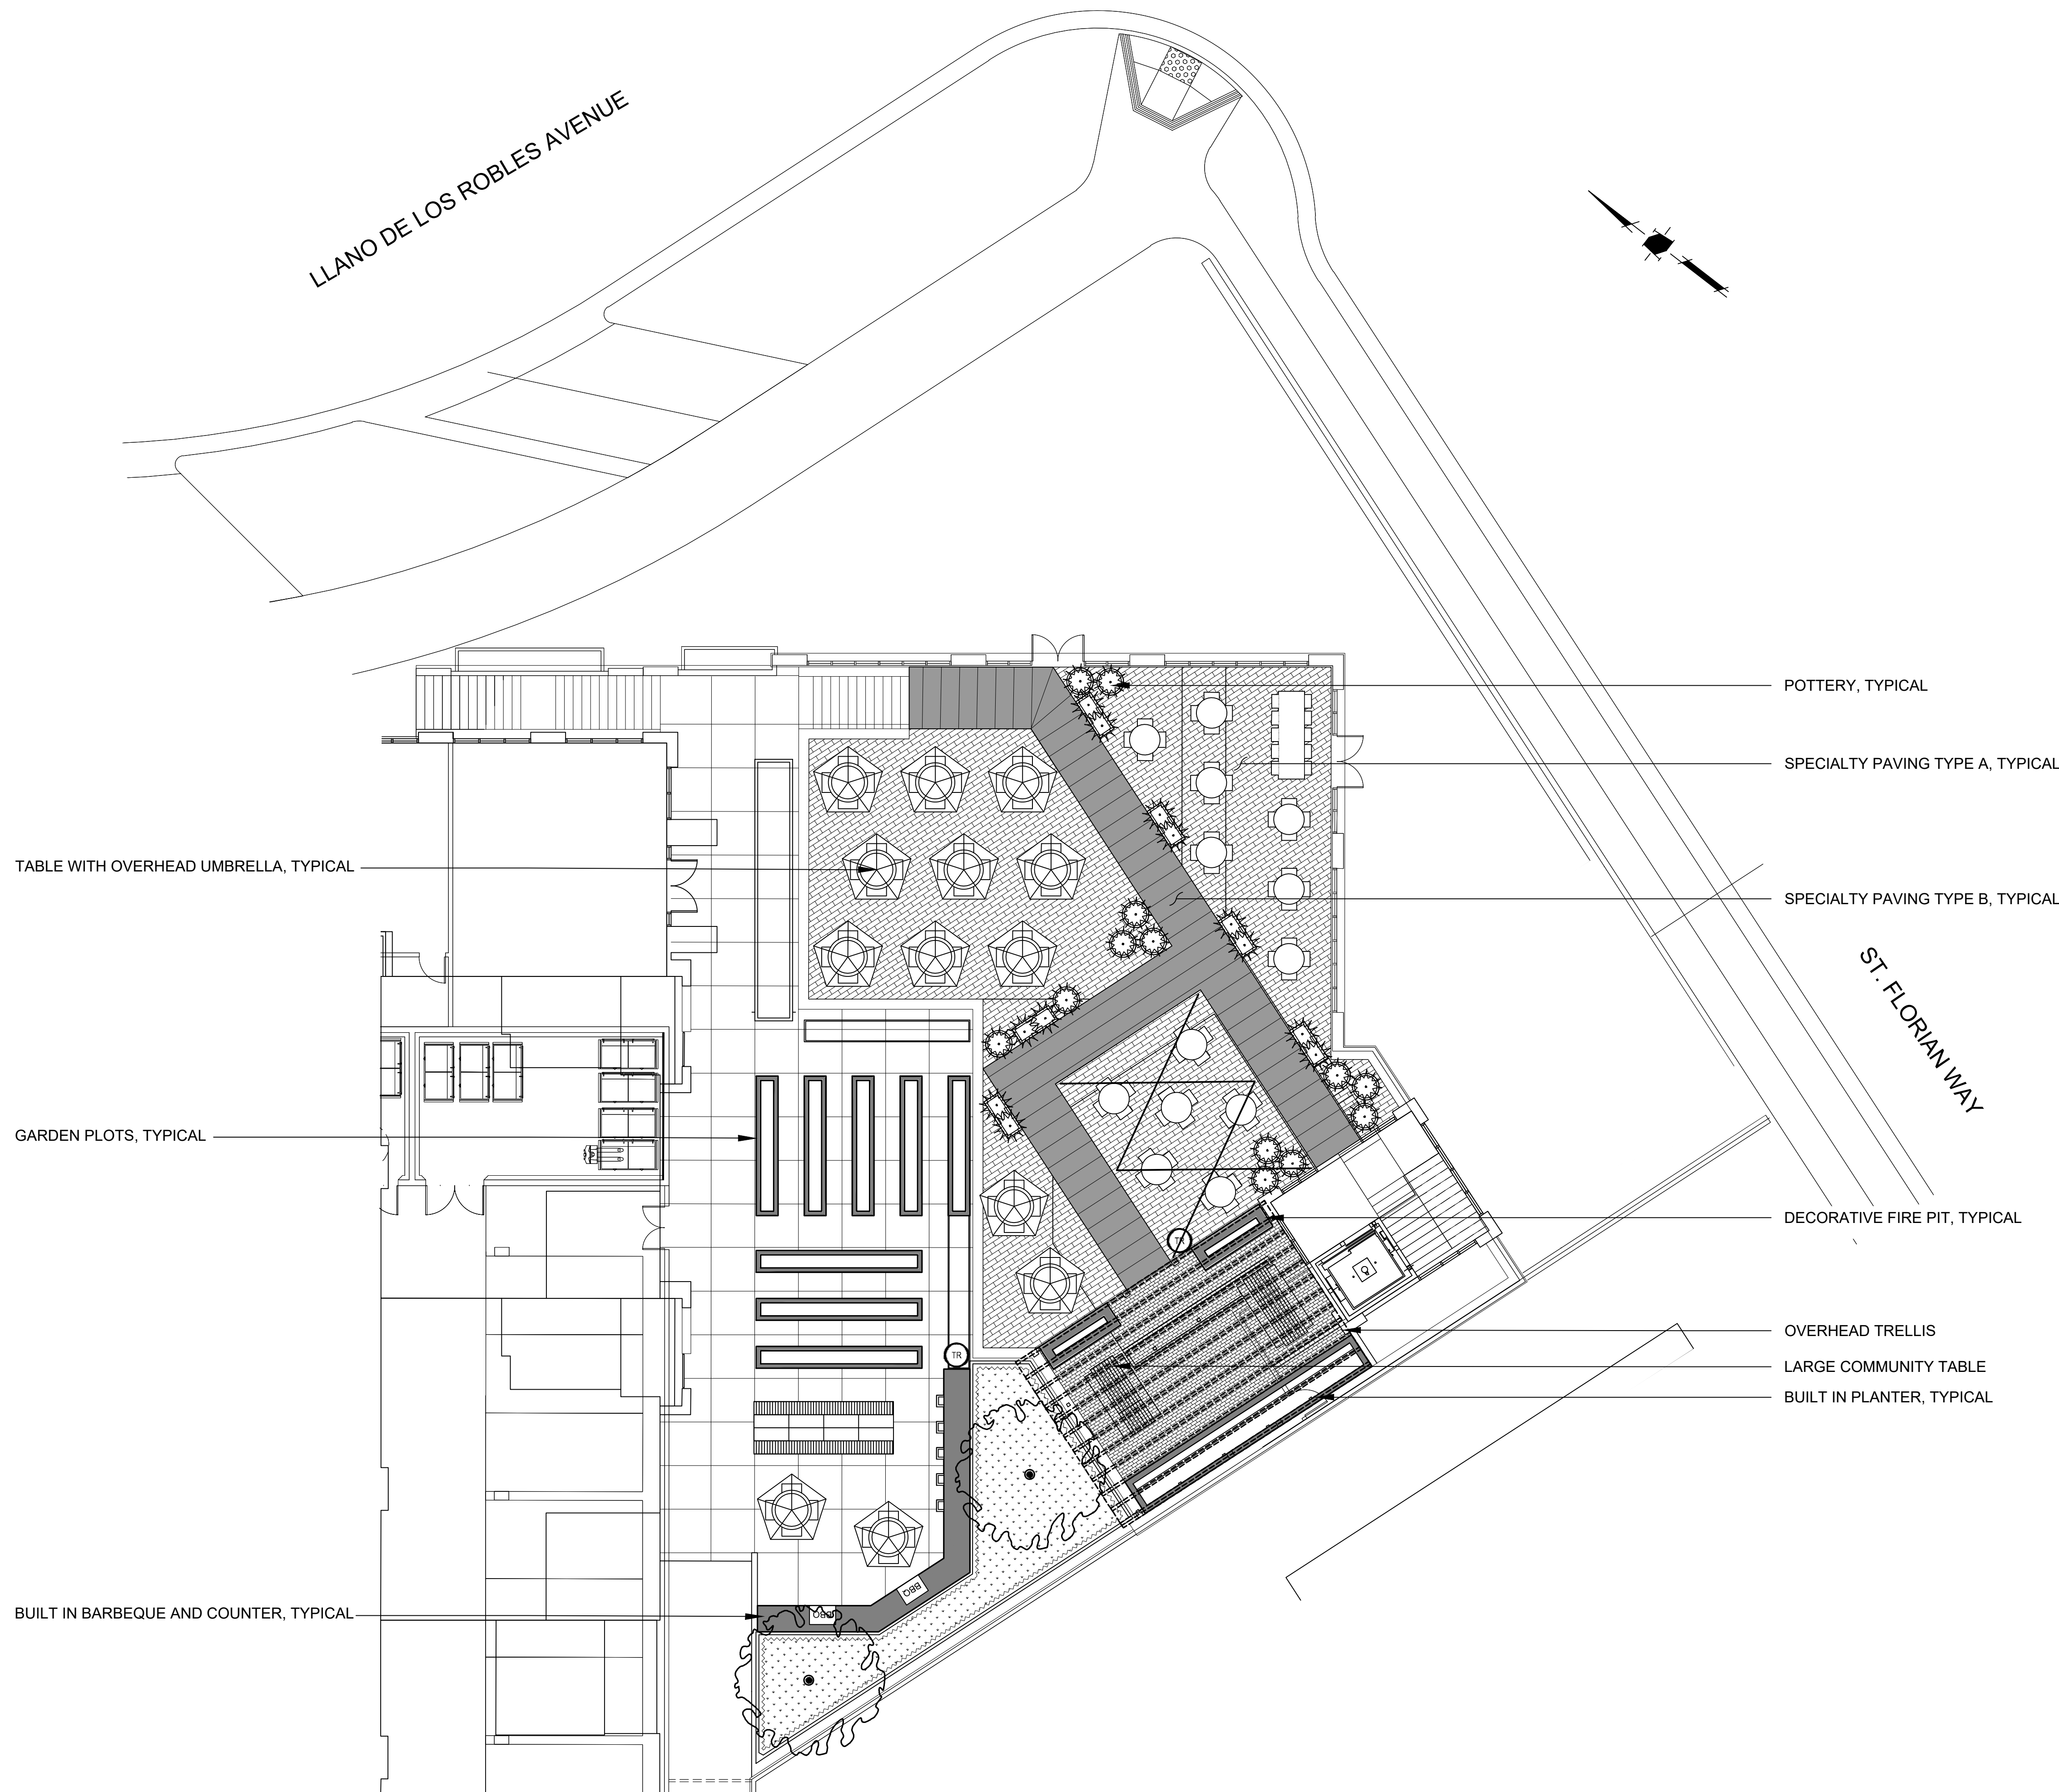 LLANO DE LOS ROBLES AVENUE
POTTERY, TYPICAL
SPECIALTY PAVING TYPE A, TYPICAL
TABLE WITH OVERHEAD UMBRELLA, TYPICAL
SPECIALTY PAVING TYPE B, TYPICAL
ST. FLORIAN WAY
GARDEN PLOTS, TYPICAL
DECORATIVE FIRE PIT, TYPICAL
TR
OVERHEAD TRELLIS
TR
LARGE COMMUNITY TABLE
BUILT IN PLANTER, TYPICAL
BBQ
BUILT IN BARBEQUE AND COUNTER, TYPICAL
BBQ